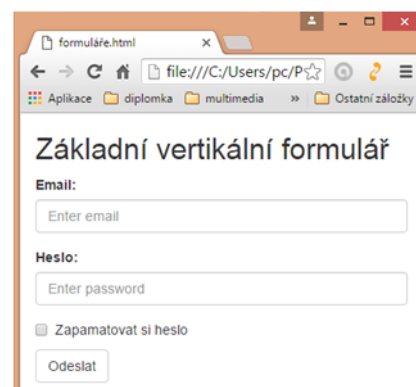 formuláře.html
file:///C:/Users/pc/P
Aplikace diplomka multimedia » Ostatní záložky
Základní vertikální formulář
Email:
Enter email
Heslo:
Enter password
Zapamatovat si heslo
Odeslat